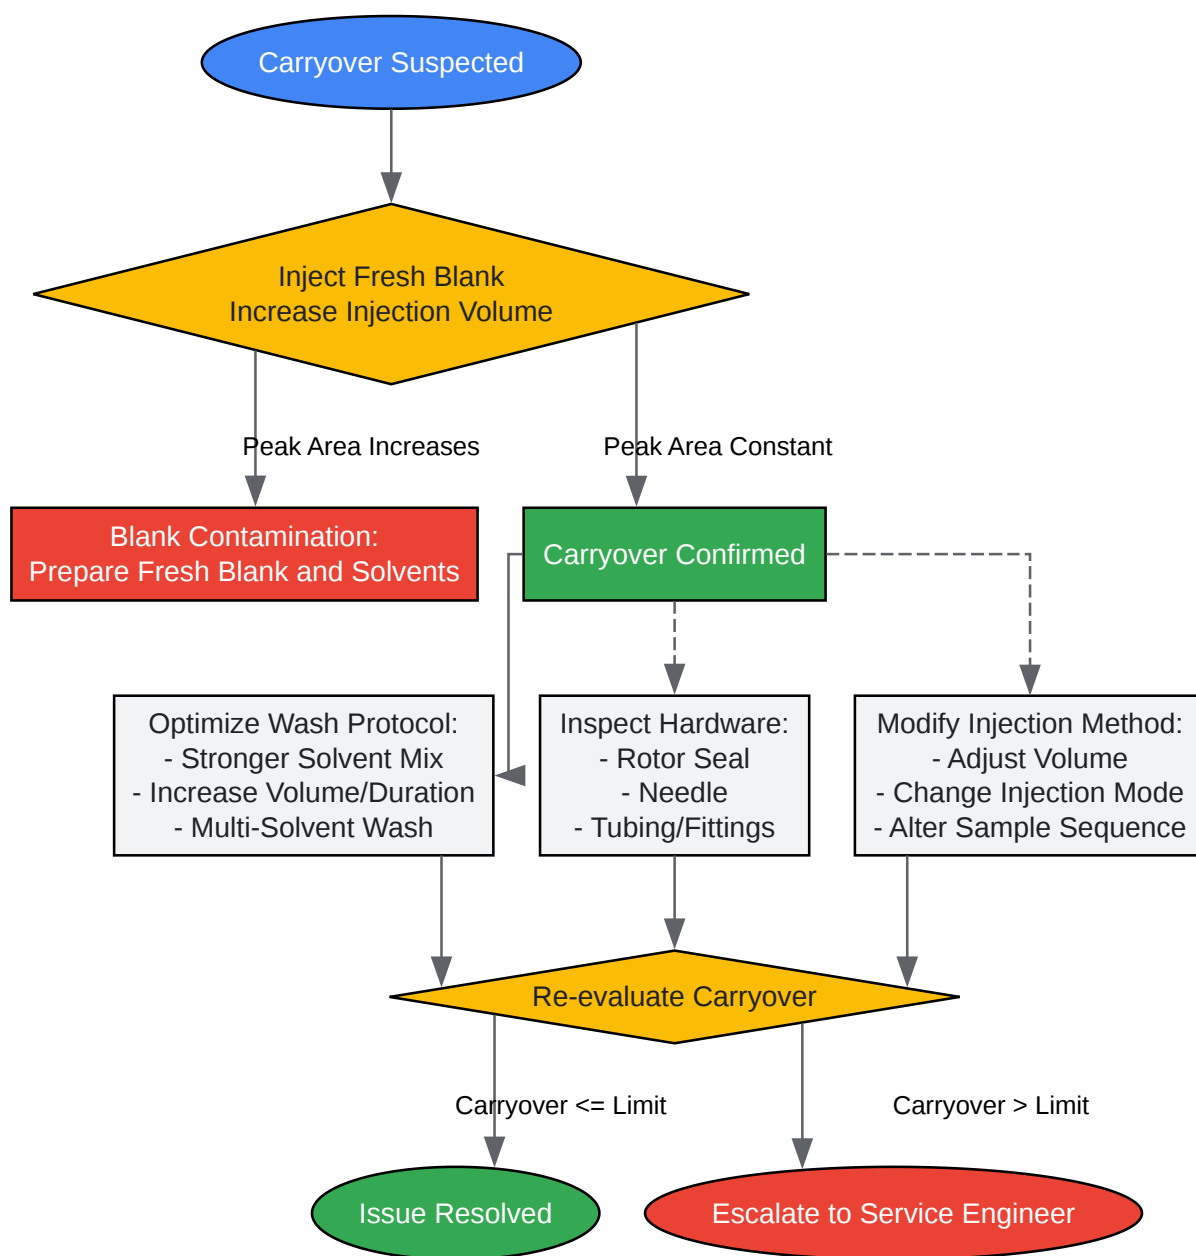 Carryover Suspected
Inject Fresh Blank
Increase Injection Volume
Peak Area Increases
Peak Area Constant
Blank Contamination:
Prepare Fresh Blank and Solvents
Carryover Confirmed
Optimize Wash Protocol:
- Stronger Solvent Mix
- Increase Volume/Duration
- Multi-Solvent Wash
Inspect Hardware:
- Rotor Seal
- Needle
- Tubing/Fittings
Modify Injection Method:
- Adjust Volume
- Change Injection Mode
- Alter Sample Sequence
Re-evaluate Carryover
Carryover <= Limit
Carryover > Limit
Issue Resolved
Escalate to Service Engineer